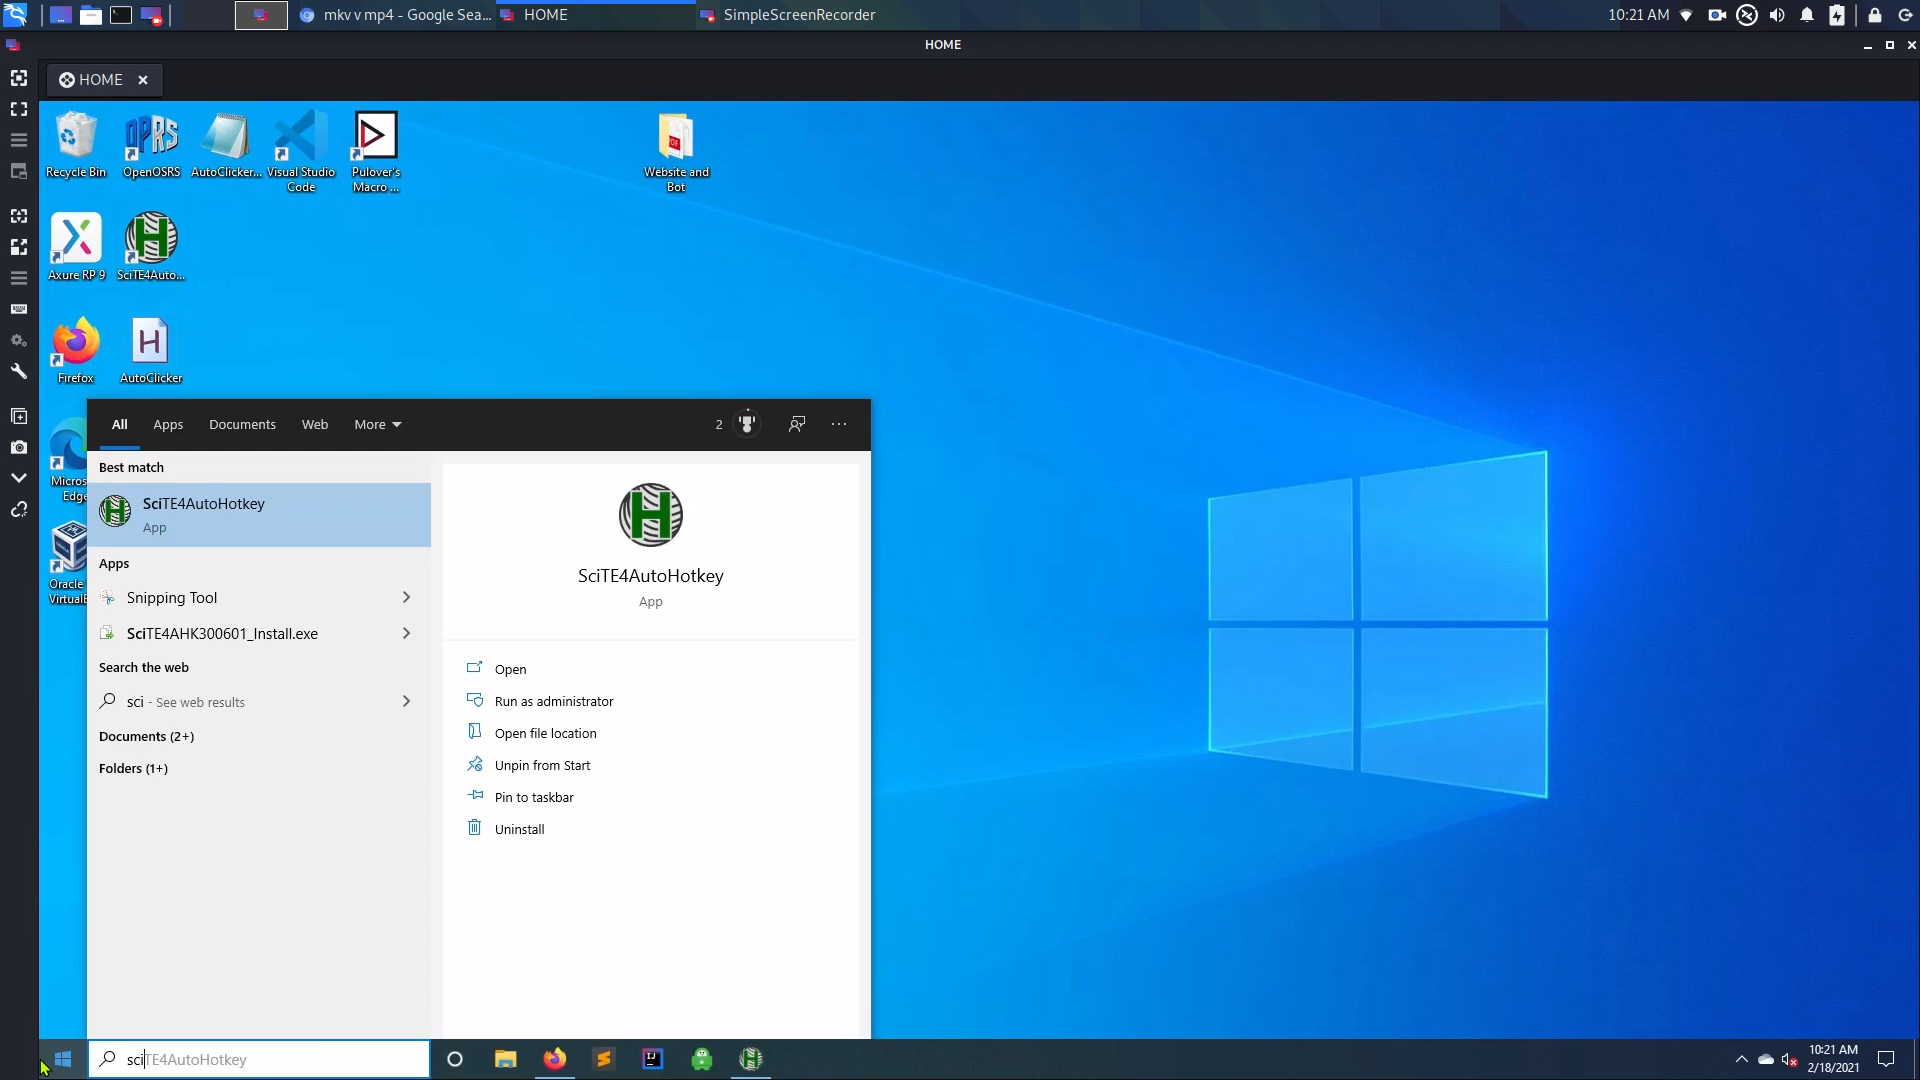 mkv v mp4 - Google Sea...
HOME
SimpleScreenRecorder
10:21 AM
HOME
HOME
Recycle Bin
OpenOSRS
AutoClicker...
Visual Studio
Code
Pulover's
Macro ...
Website and
Bot
Axure RP 9
SciTE4Auto...
Firefox
AutoClicker
Micros
Edge
Oracle
VirtualB
All
Apps
Documents
Web
More
2
Best match
SciTE4AutoHotkey
App
Apps
Snipping Tool
SciTE4AHK300601_Install.exe
Search the web
sci - See web results
Documents (2+)
Folders (1+)
SciTE4AutoHotkey
App
Open
Run as administrator
Open file location
Unpin from Start
Pin to taskbar
Uninstall
sciTE4AutoHotkey
10:21 AM
2/18/2021